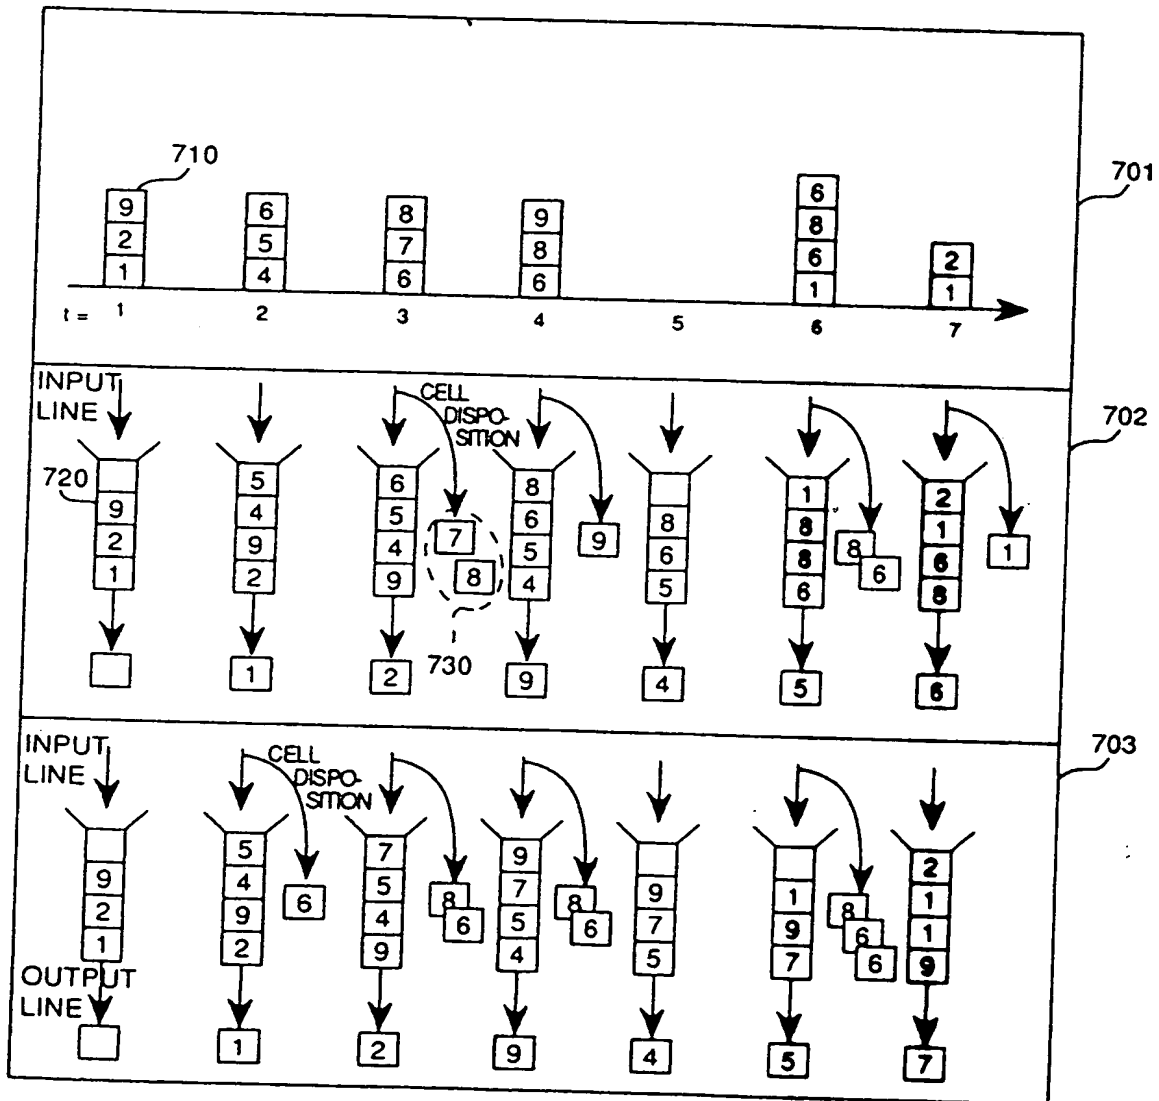 710
701
9 6 8 9 6
2 5 7 8 8
1 4 6 6 6 2
1 1
t = 1 2 3 4 5 6 7
INPUT
LINE
CELL
DISPO-
SITION
702
720
5 6 8 1 2
9 4 5 6 8 8 1
2 9 4 5 6 8 6
1 2 9 4 5 6 8
7 8 9 8 6 1
730
1 2 9 4 5 6
INPUT
LINE
CELL
DISPO-
SITION
703
5 7 9 2
9 4 5 7 9 1 1
2 9 4 5 7 9 1
1 2 9 4 5 7 9
6 8 6 8 6 8 6 6
OUTPUT
LINE
1 2 9 4 5 7